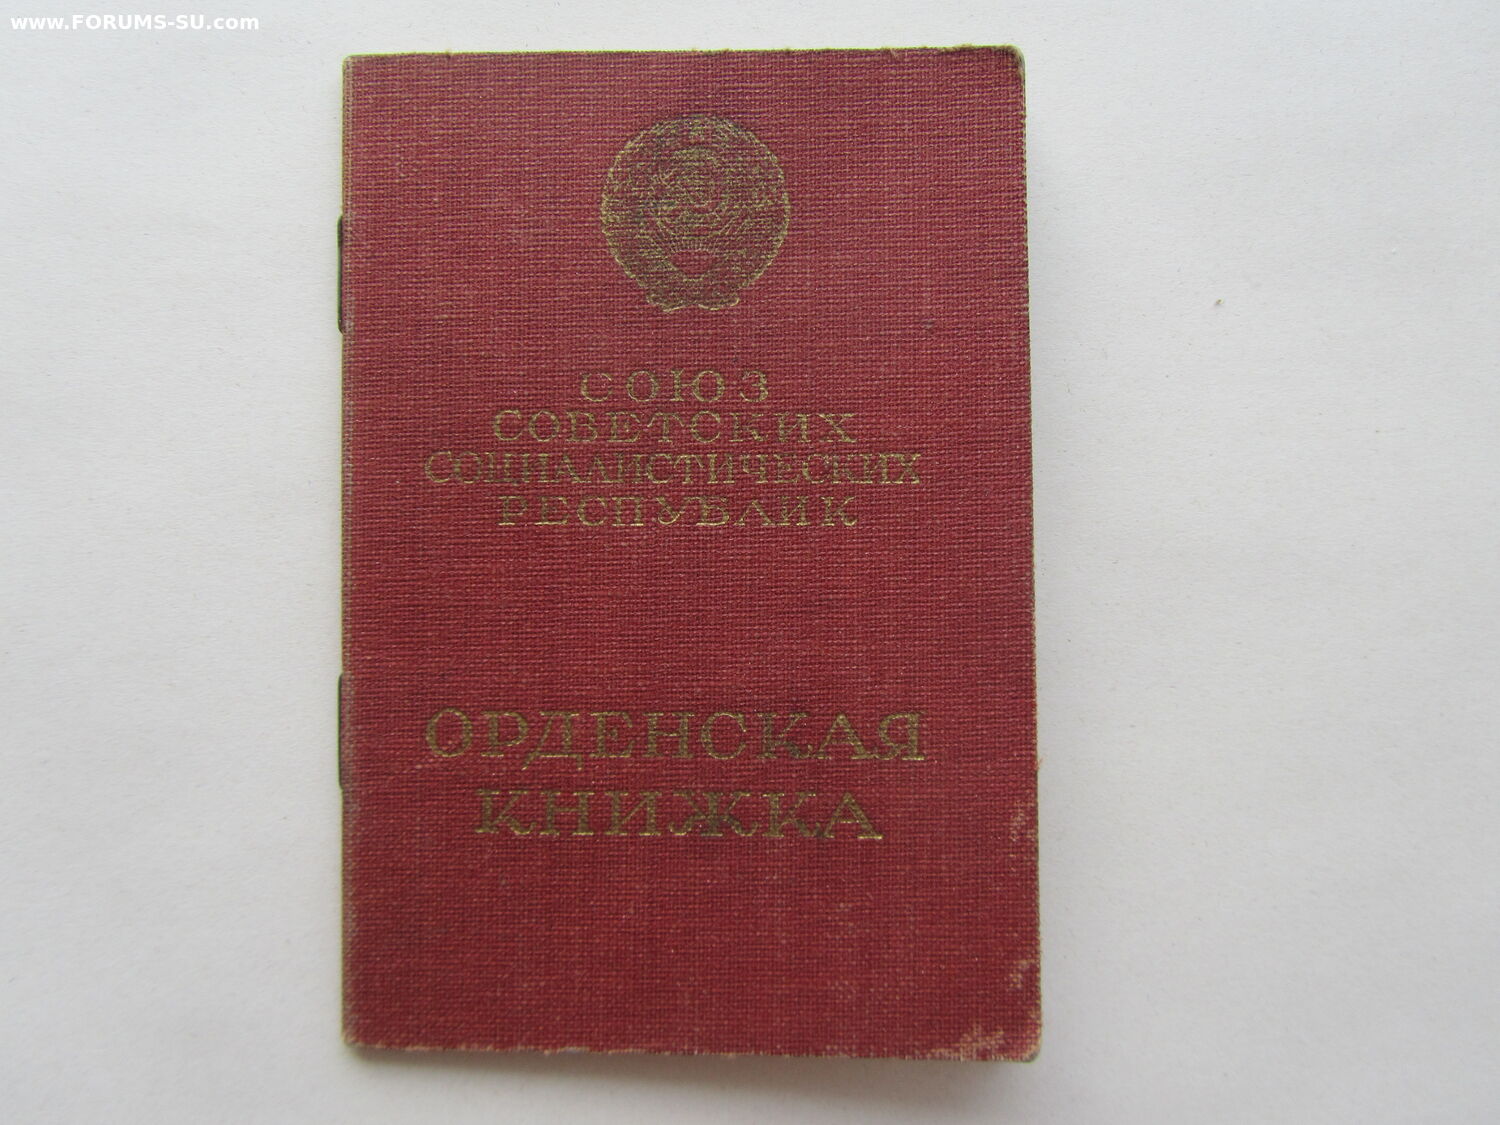 www.FORUMS-SU.com
СОЮЗ
СОВЕТСКИХ
СОЦИАЛИСТИЧЕСКИХ
РЕСПУБЛИК
ОРДЕНСКАЯ
КНИЖКА